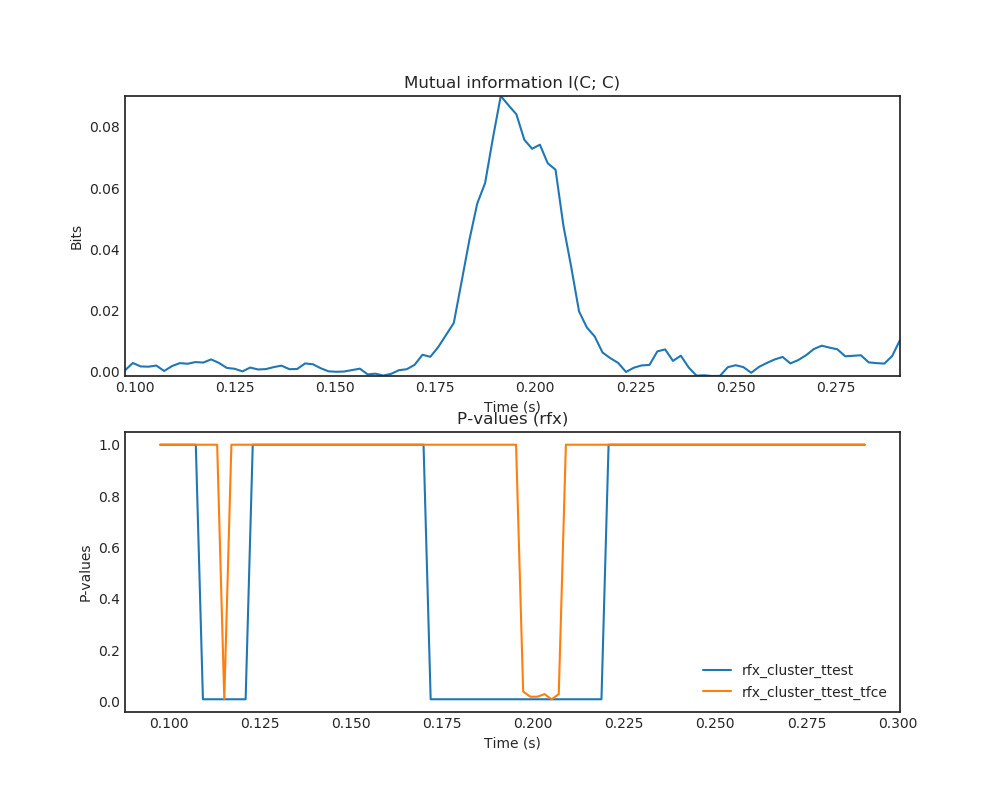 Mutual information I(C; C)
Bits
0.08
0.06
0.04
0.02
0.00
0.100 0.125 0.150 0.175 0.200 0.225 0.250 0.275
Time (s)
P-values (rfx)
P-values
1.0
0.8
0.6
0.4
0.2
0.0
rfx_cluster_ttest
rfx_cluster_ttest_tfce
0.100 0.125 0.150 0.175 0.200 0.225 0.250 0.275 0.300
Time (s)